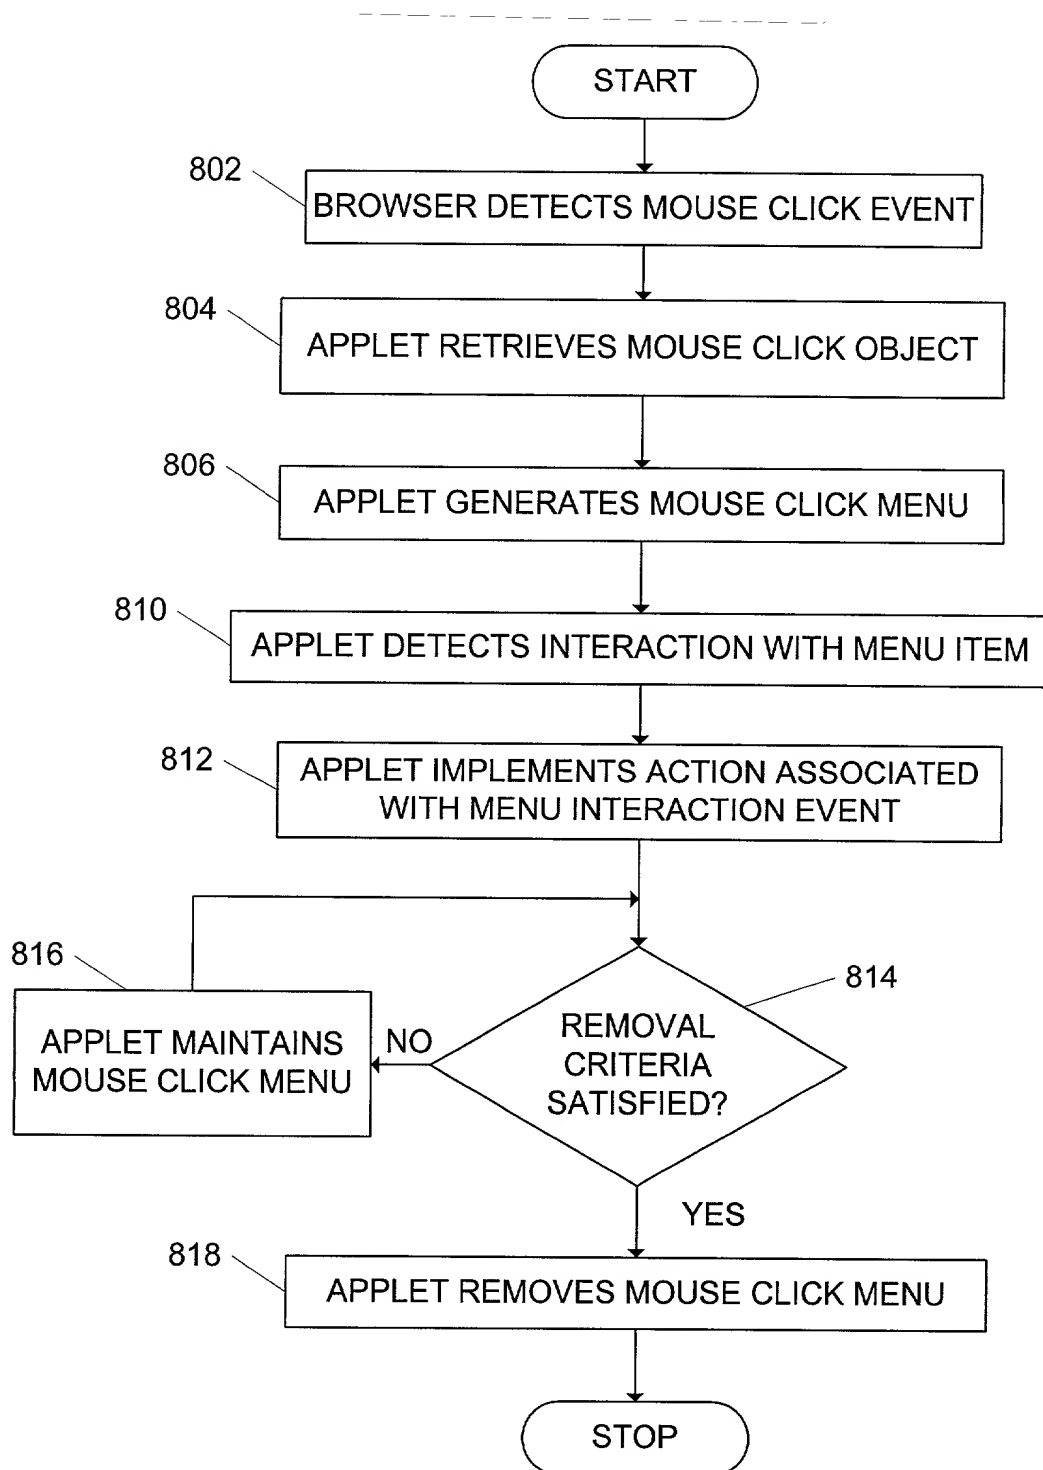 START
802
BROWSER DETECTS MOUSE CLICK EVENT
804
APPLET RETRIEVES MOUSE CLICK OBJECT
806
APPLET GENERATES MOUSE CLICK MENU
810
APPLET DETECTS INTERACTION WITH MENU ITEM
812
APPLET IMPLEMENTS ACTION ASSOCIATED
WITH MENU INTERACTION EVENT
816
814
APPLET MAINTAINS
MOUSE CLICK MENU
NO
REMOVAL
CRITERIA
SATISFIED?
YES
818
APPLET REMOVES MOUSE CLICK MENU
STOP